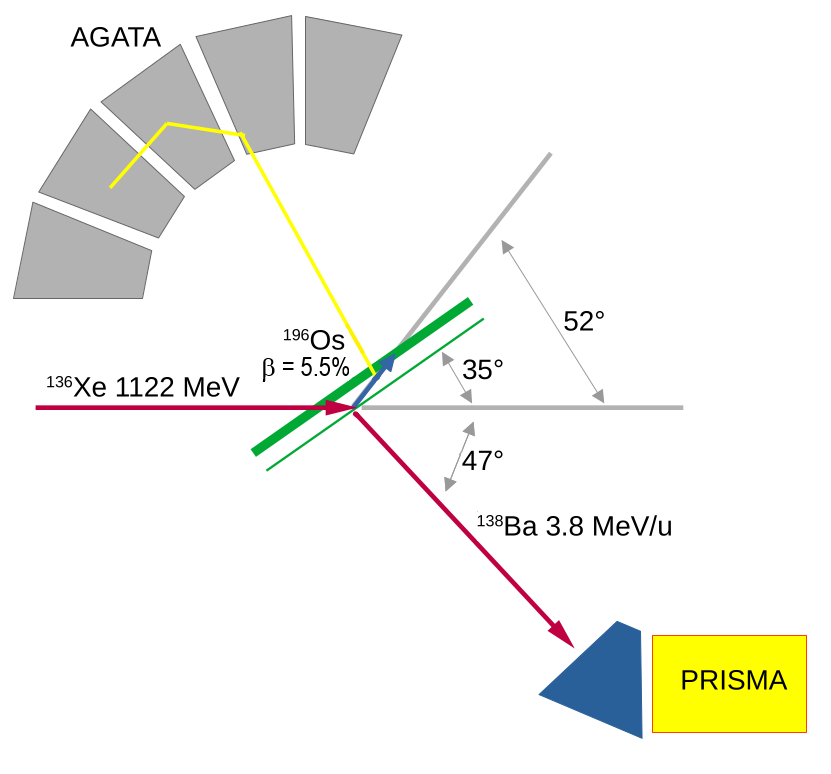 AGATA
52°
¹⁹⁶Os
β = 5.5%
35°
¹³⁶Xe 1122 MeV
47°
¹³⁸Ba 3.8 MeV/u
PRISMA